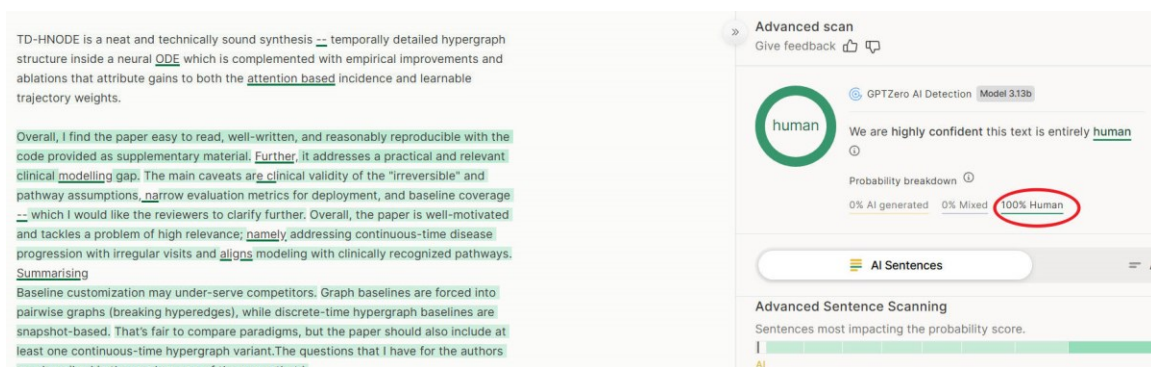 TD-HNODE is a neat and technically sound synthesis -- temporally detailed hypergraph
structure inside a neural ODE which is complemented with empirical improvements and
ablations that attribute gains to both the attention based incidence and learnable
trajectory weights.
Overall, I find the paper easy to read, well-written, and reasonably reproducible with the
code provided as supplementary material. Further, it addresses a practical and relevant
clinical modelling gap. The main caveats are clinical validity of the "irreversible" and
pathway assumptions, narrow evaluation metrics for deployment, and baseline coverage
-- which I would like the reviewers to clarify further. Overall, the paper is well-motivated
and tackles a problem of high relevance; namely addressing continuous-time disease
progression with irregular visits and aligns modeling with clinically recognized pathways.
Summarising
Baseline customization may under-serve competitors. Graph baselines are forced into
pairwise graphs (breaking hyperedges), while discrete-time hypergraph baselines are
snapshot-based. That's fair to compare paradigms, but the paper should also include at
least one continuous-time hypergraph variant.The questions that I have for the authors
»
Advanced scan
Give feedback
human
GPTZero AI Detection Model 3.13b
We are highly confident this text is entirely human
Probability breakdown
0% AI generated 0% Mixed 100% Human
AI Sentences
Advanced Sentence Scanning
Sentences most impacting the probability score.
AI